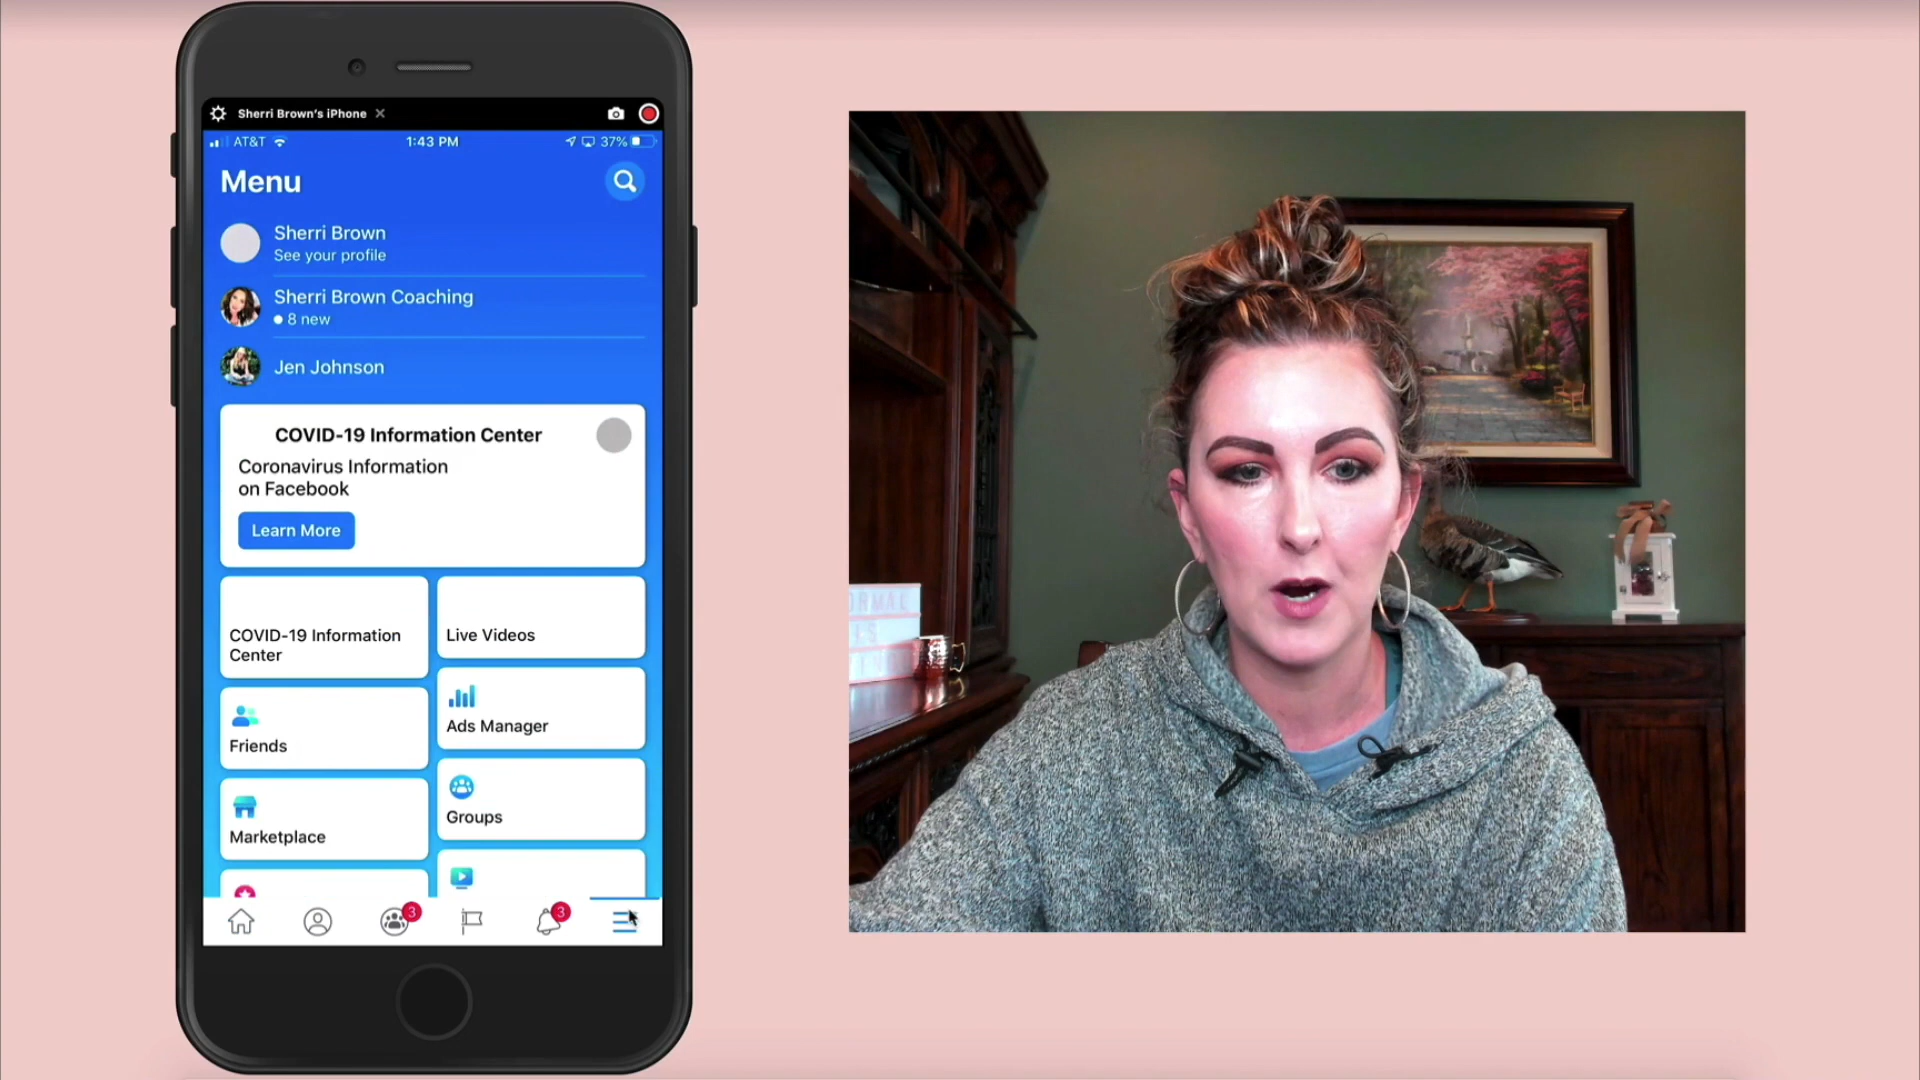 Sherri Brown's iPhone
AT&T 1:43 PM 37%
Menu
Sherri Brown
See your profile
Sherri Brown Coaching
8 new
Jen Johnson
COVID-19 Information Center
Coronavirus Information
on Facebook
Learn More
COVID-19 Information
Center
Live Videos
Friends
Ads Manager
Marketplace
Groups
3
3